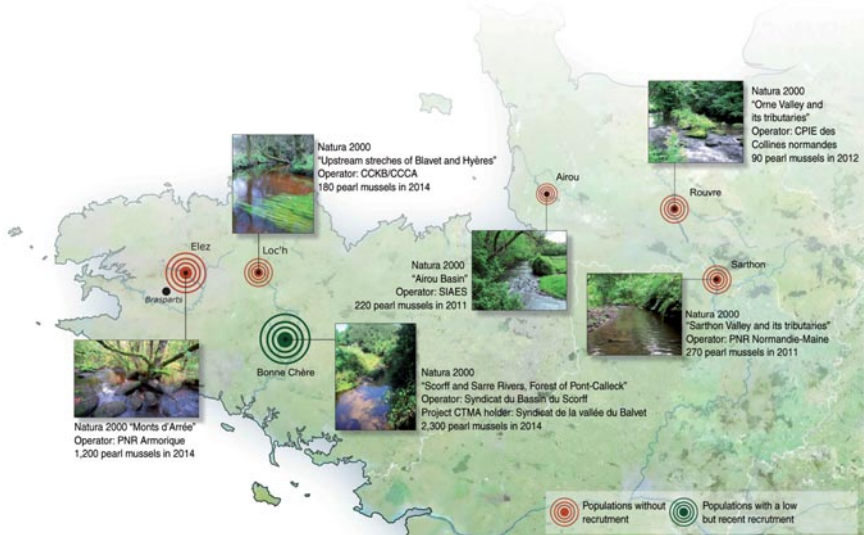 Natura 2000
"Orne Valley and
its tributaries"
Operator: CPIE des
Collines normandes
90 pearl mussels in 2012
Natura 2000
"Upstream streches of Blavet and Hyères"
Operator: CCKB/CCCA
180 pearl mussels in 2014
Airou
Rouvre
Elez
Loc'h
Brasparts
Sarthon
Natura 2000
"Airou Basin"
Operator: SIAES
220 pearl mussels in 2011
Natura 2000
"Sarthon Valley and its tributaries"
Operator: PNR Normandie-Maine
270 pearl mussels in 2011
Bonne Chère
Natura 2000
"Scorff and Sarre Rivers, Forest of Pont-Calleck"
Operator: Syndicat du Bassin du Scorff
Project CTMA holder: Syndicat de la vallée du Balvet
2,300 pearl mussels in 2014
Natura 2000 "Monts d'Arrée"
Operator: PNR Armorique
1,200 pearl mussels in 2014
Populations without
recrutment
Populations with a low
but recent recrutment